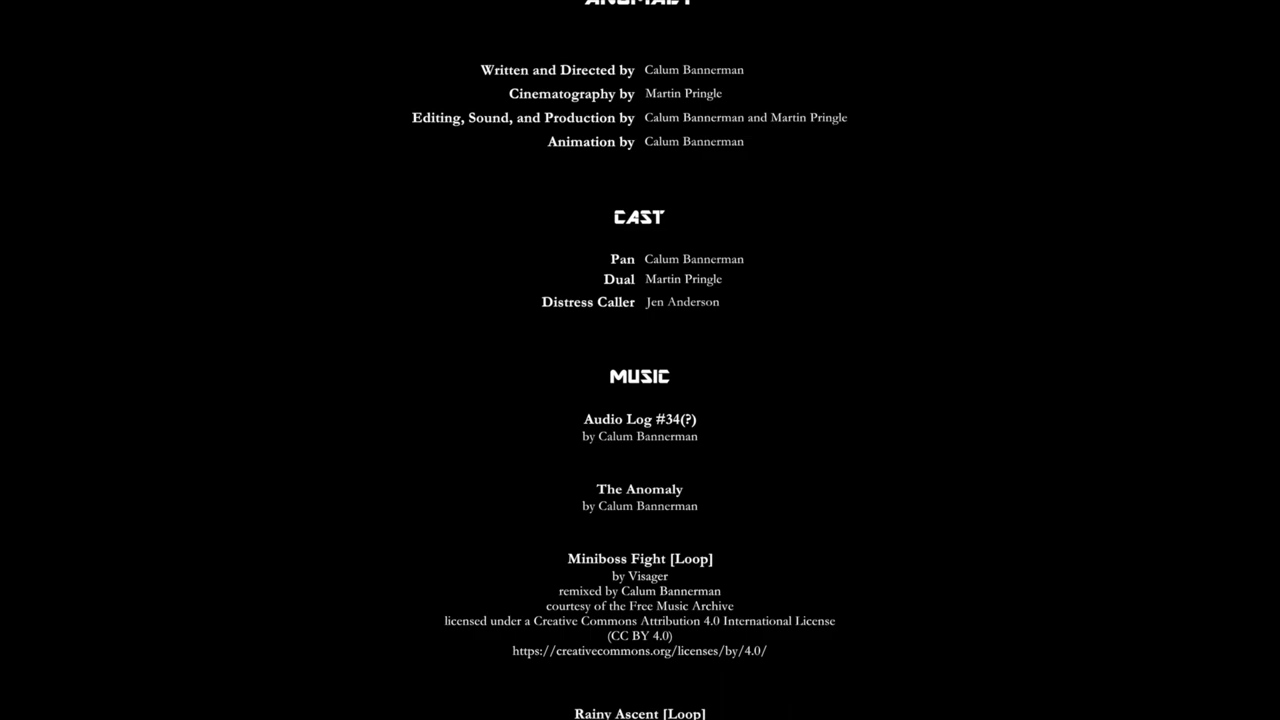 ANOMALY
Written and Directed by Calum Bannerman
Cinematography by Martin Pringle
Editing, Sound, and Production by Calum Bannerman and Martin Pringle
Animation by Calum Bannerman
CAST
Pan Calum Bannerman
Dual Martin Pringle
Distress Caller Jen Anderson
MUSIC
Audio Log #34(?)
by Calum Bannerman
The Anomaly
by Calum Bannerman
Miniboss Fight [Loop]
by Visager
remixed by Calum Bannerman
courtesy of the Free Music Archive
licensed under a Creative Commons Attribution 4.0 International License
(CC BY 4.0)
https://creativecommons.org/licenses/by/4.0/
Rainy Ascent [Loop]